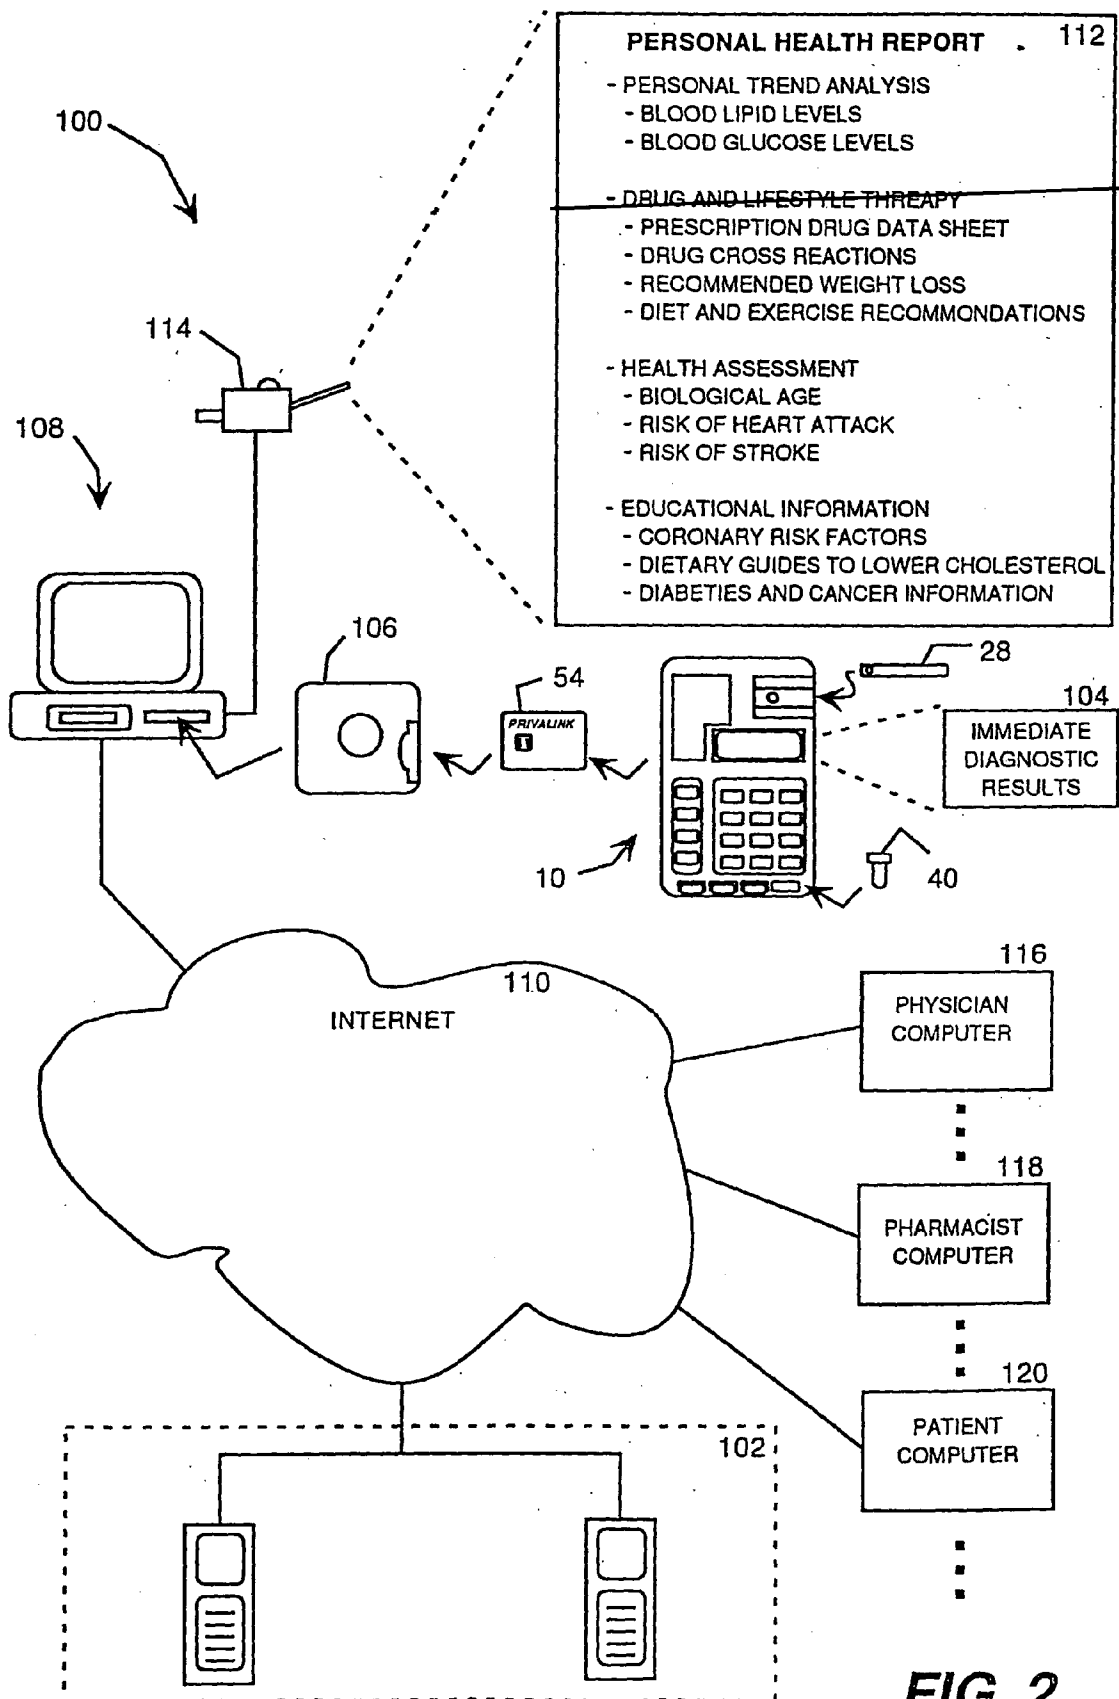 PERSONAL HEALTH REPORT 112
- PERSONAL TREND ANALYSIS
- BLOOD LIPID LEVELS
- BLOOD GLUCOSE LEVELS
- DRUG AND LIFESTYLE THREAPY
- PRESCRIPTION DRUG DATA SHEET
- DRUG CROSS REACTIONS
- RECOMMENDED WEIGHT LOSS
- DIET AND EXERCISE RECOMMONDATIONS
- HEALTH ASSESSMENT
- BIOLOGICAL AGE
- RISK OF HEART ATTACK
- RISK OF STROKE
- EDUCATIONAL INFORMATION
- CORONARY RISK FACTORS
- DIETARY GUIDES TO LOWER CHOLESTEROL
- DIABETIES AND CANCER INFORMATION
100
114
108
106
54
PRIVALINK
28
104
IMMEDIATE
DIAGNOSTIC
RESULTS
10
40
110
INTERNET
116
PHYSICIAN
COMPUTER
118
PHARMACIST
COMPUTER
120
PATIENT
COMPUTER
102
FIG. 2